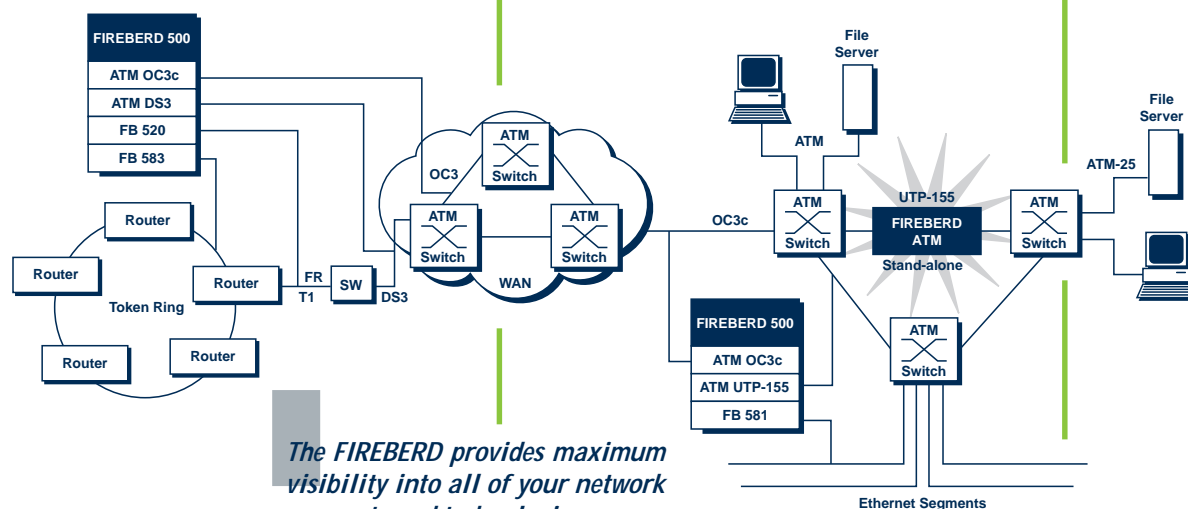 FIREBERD 500
ATM OC3c
ATM DS3
FB 520
FB 583
Router
Router
Router
Router
Router
Token Ring
FR
T1
SW
DS3
OC3
ATM
Switch
ATM
Switch
ATM
Switch
WAN
OC3c
File
Server
ATM
ATM
Switch
UTP-155
FIREBERD
ATM
Stand-alone
ATM
Switch
ATM-25
File
Server
FIREBERD 500
ATM OC3c
ATM UTP-155
FB 581
ATM
Switch
Ethernet Segments
The FIREBERD provides maximum
visibility into all of your network